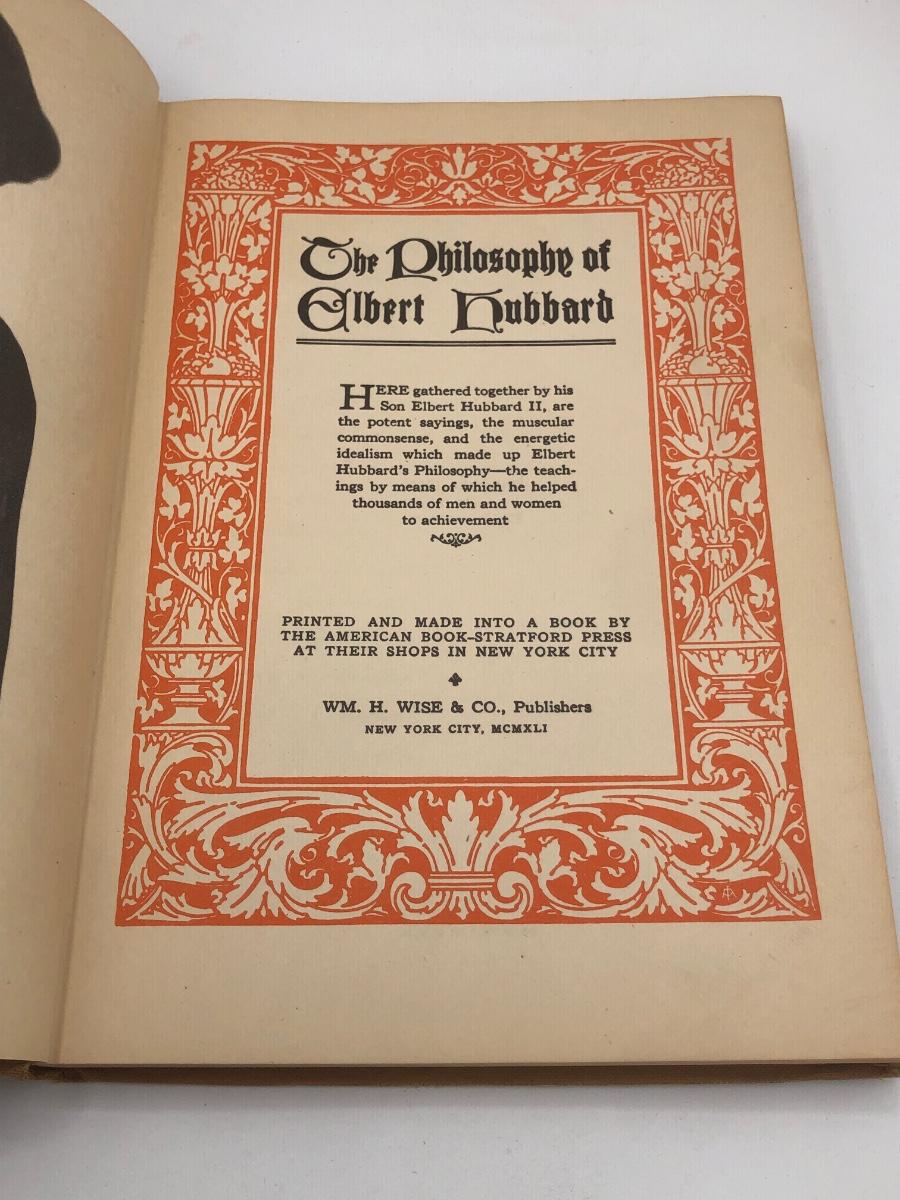 The Philosophy of
Elbert Hubbard
HERE gathered together by his
Son Elbert Hubbard II, are
the potent sayings, the muscular
commonsense, and the energetic
idealism which made up Elbert
Hubbard's Philosophy—the teach-
ings by means of which he helped
thousands of men and women
to achievement
PRINTED AND MADE INTO A BOOK BY
THE AMERICAN BOOK–STRATFORD PRESS
AT THEIR SHOPS IN NEW YORK CITY
WM. H. WISE & CO., Publishers
NEW YORK CITY, MCMXLI